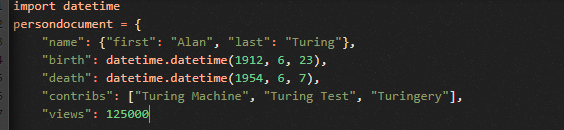 import datetime
persondocument = {
    "name": {"first": "Alan", "last": "Turing"},
    "birth": datetime.datetime(1912, 6, 23),
    "death": datetime.datetime(1954, 6, 7),
    "contribs": ["Turing Machine", "Turing Test", "Turingery"],
    "views": 125000